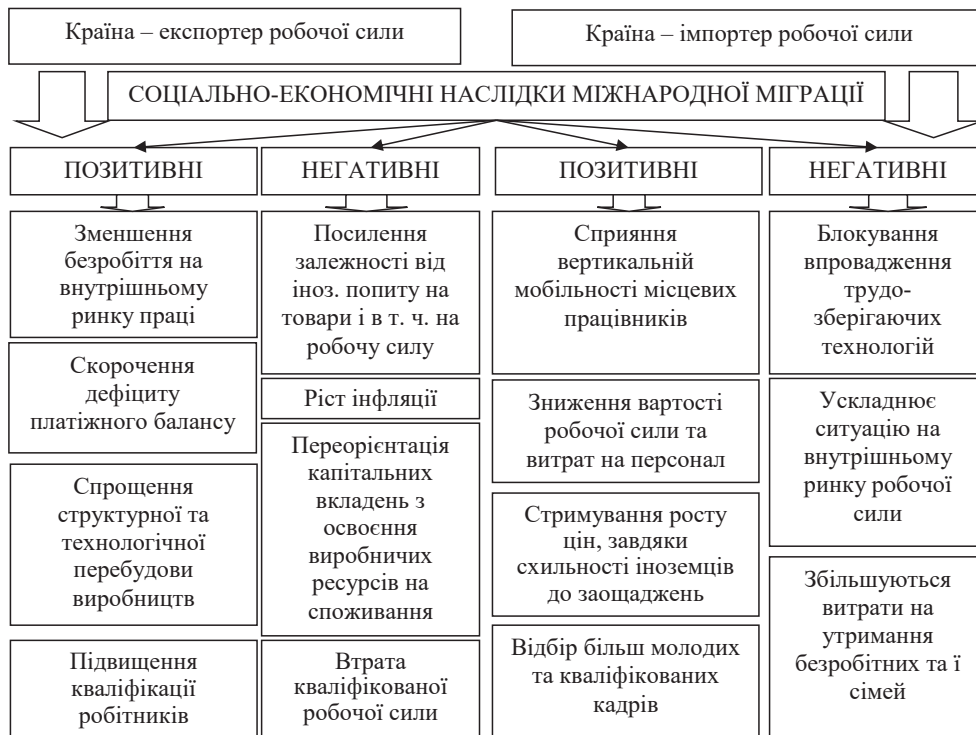 Країна – експортер робочої сили
Країна – імпортер робочої сили
СОЦІАЛЬНО-ЕКОНОМІЧНІ НАСЛІДКИ МІЖНАРОДНОЇ МІГРАЦІЇ
ПОЗИТИВНІ
Зменшення
безробіття на
внутрішньому
ринку праці
Скорочення
дефіциту
платіжного балансу
Спрощення
структурної та
технологічної
перебудови
виробництв
Підвищення
кваліфікації
робітників
НЕГАТИВНІ
Посилення
залежності від
іноз. попиту на
товари і в т. ч. на
робочу силу
Ріст інфляції
Переорієнтація
капітальних
вкладень з
освоєння
виробничих
ресурсів на
споживання
Втрата
кваліфікованої
робочої сили
ПОЗИТИВНІ
Сприяння
вертикальній
мобільності місцевих
працівників
Зниження вартості
робочої сили та
витрат на персонал
Стримування росту
цін, завдяки
схильності іноземців
до заощаджень
Відбір більш молодих
та кваліфікованих
кадрів
НЕГАТИВНІ
Блокування
впровадження
трудо-
зберігаючих
технологій
Ускладнює
ситуацію на
внутрішньому
ринку робочої
сили
Збільшуються
витрати на
утримання
безробітних та ї
сімей